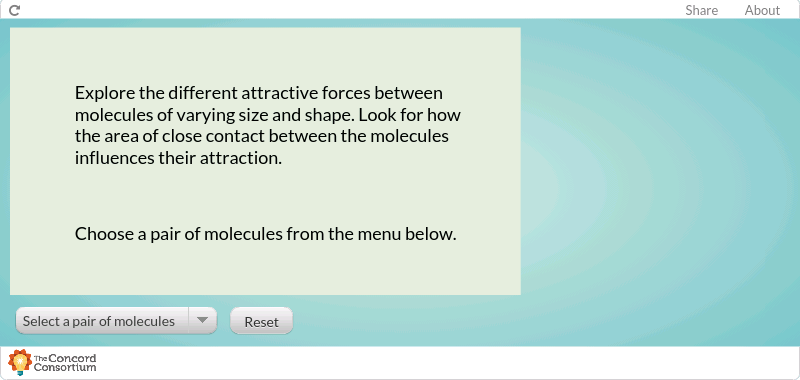 Share About
Explore the different attractive forces between
molecules of varying size and shape. Look for how
the area of close contact between the molecules
influences their attraction.
Choose a pair of molecules from the menu below.
Select a pair of molecules Reset
The Concord
Consortium